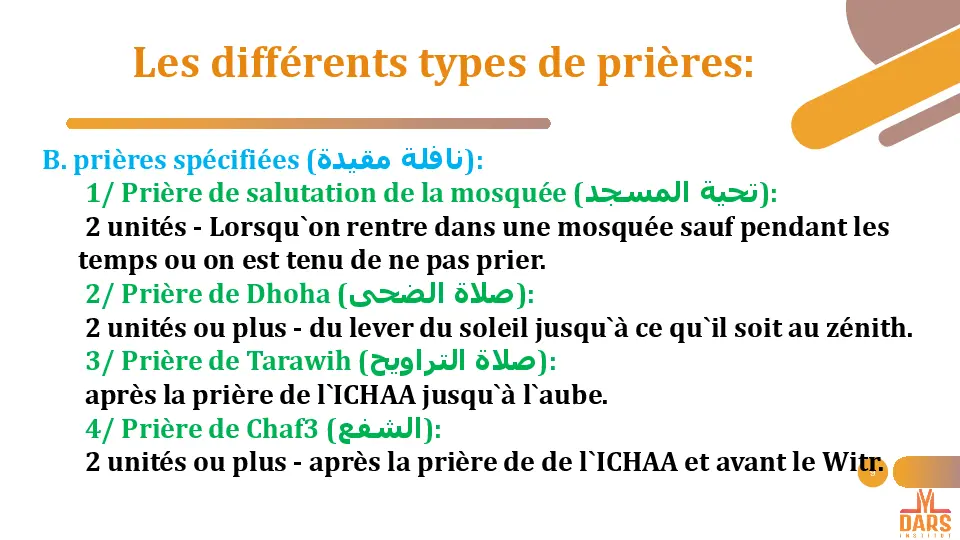 Les différents types de prières:
B. prières spécifiées (نافلة مقيدة):
1/ Prière de salutation de la mosquée (تحية المسجد):
2 unités - Lorsqu`on rentre dans une mosquée sauf pendant les
temps ou on est tenu de ne pas prier.
2/ Prière de Dhoha (صلاة الضحى):
2 unités ou plus - du lever du soleil jusqu`à ce qu`il soit au zénith.
3/ Prière de Tarawih (صلاة التراويح):
après la prière de l`ICHAA jusqu`à l`aube.
4/ Prière de Chaf3 (الشفع):
2 unités ou plus - après la prière de de l`ICHAA et avant le Witr.
DARS
INSTITUT